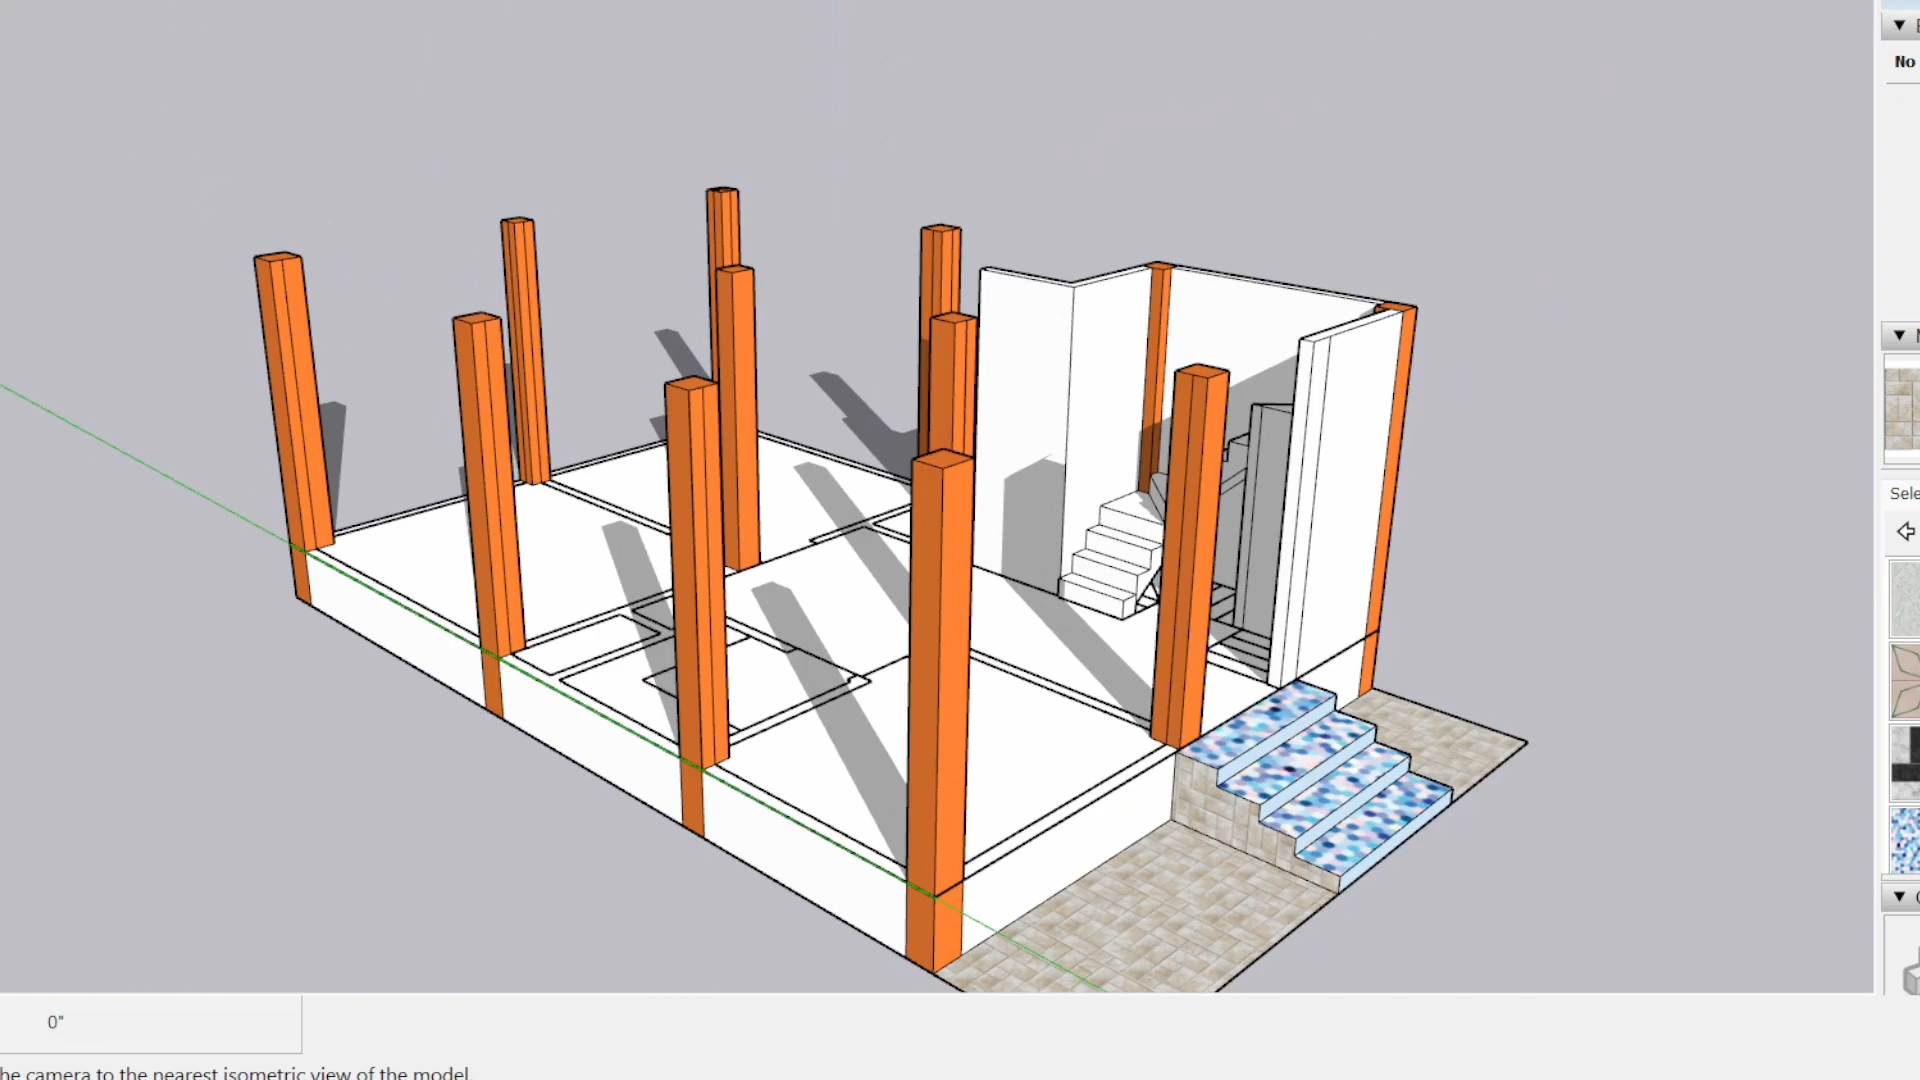 No
Sele
0"
he camera to the nearest isometric view of the model.